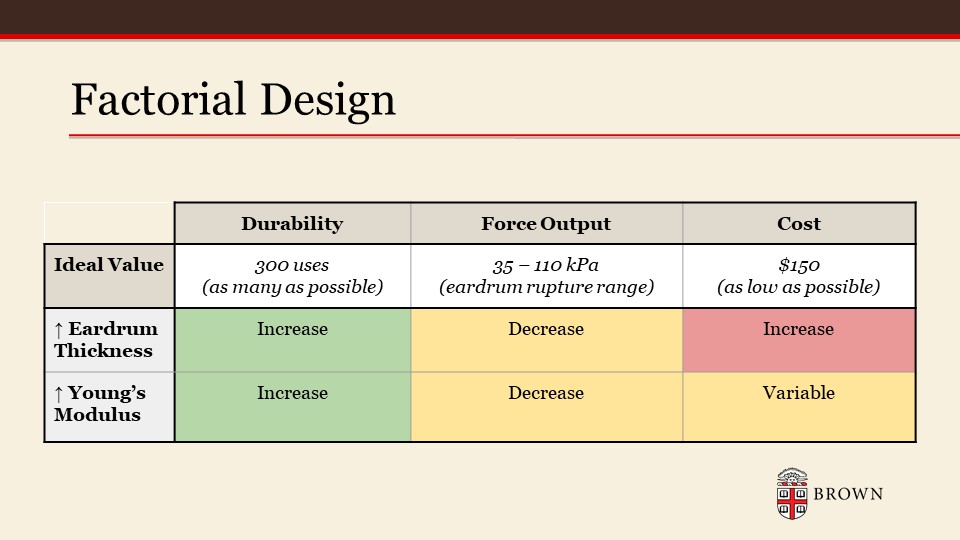 Factorial Design
Durability Force Output Cost
Ideal Value 300 uses 35 – 110 kPa $150
(as many as possible) (eardrum rupture range) (as low as possible)
↑ Eardrum Increase Decrease Increase
Thickness
↑ Young’s Increase Decrease Variable
Modulus
BROWN